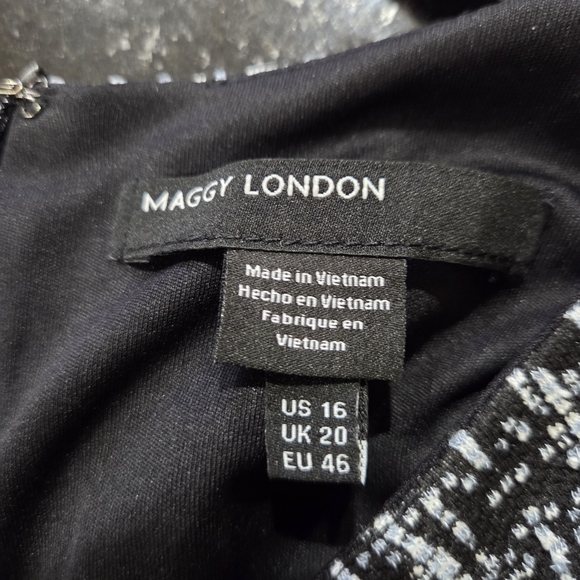 MAGGY LONDON
Made in Vietnam
Hecho en Vietnam
Fabrique en
Vietnam
US 16
UK 20
EU 46